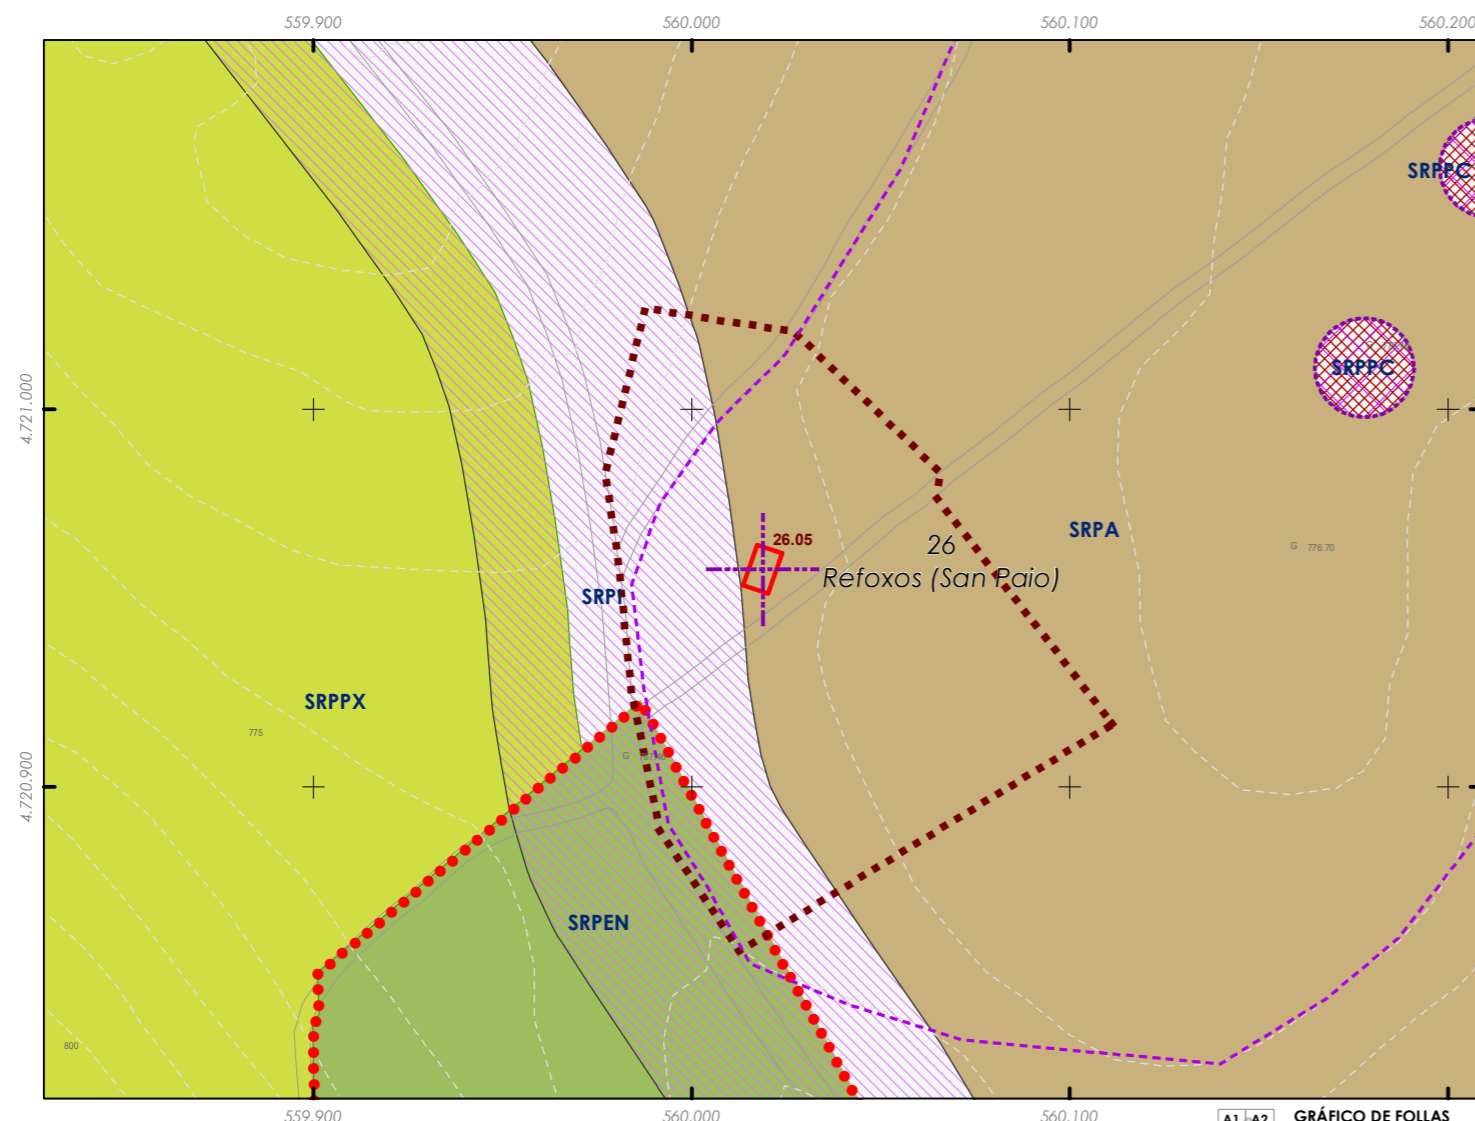 559.900 560.000 560.100 560.200
SRPPC
SRPPC
4.721.000
26.05
SRPA
26
Refoxos (San Paio)
G 776.70
SRPI
SRPPX
775
G
4.720.900
SRPEN
800
559.900 560.000 560.100
A1 A2 GRÁFICO DE FOLLAS